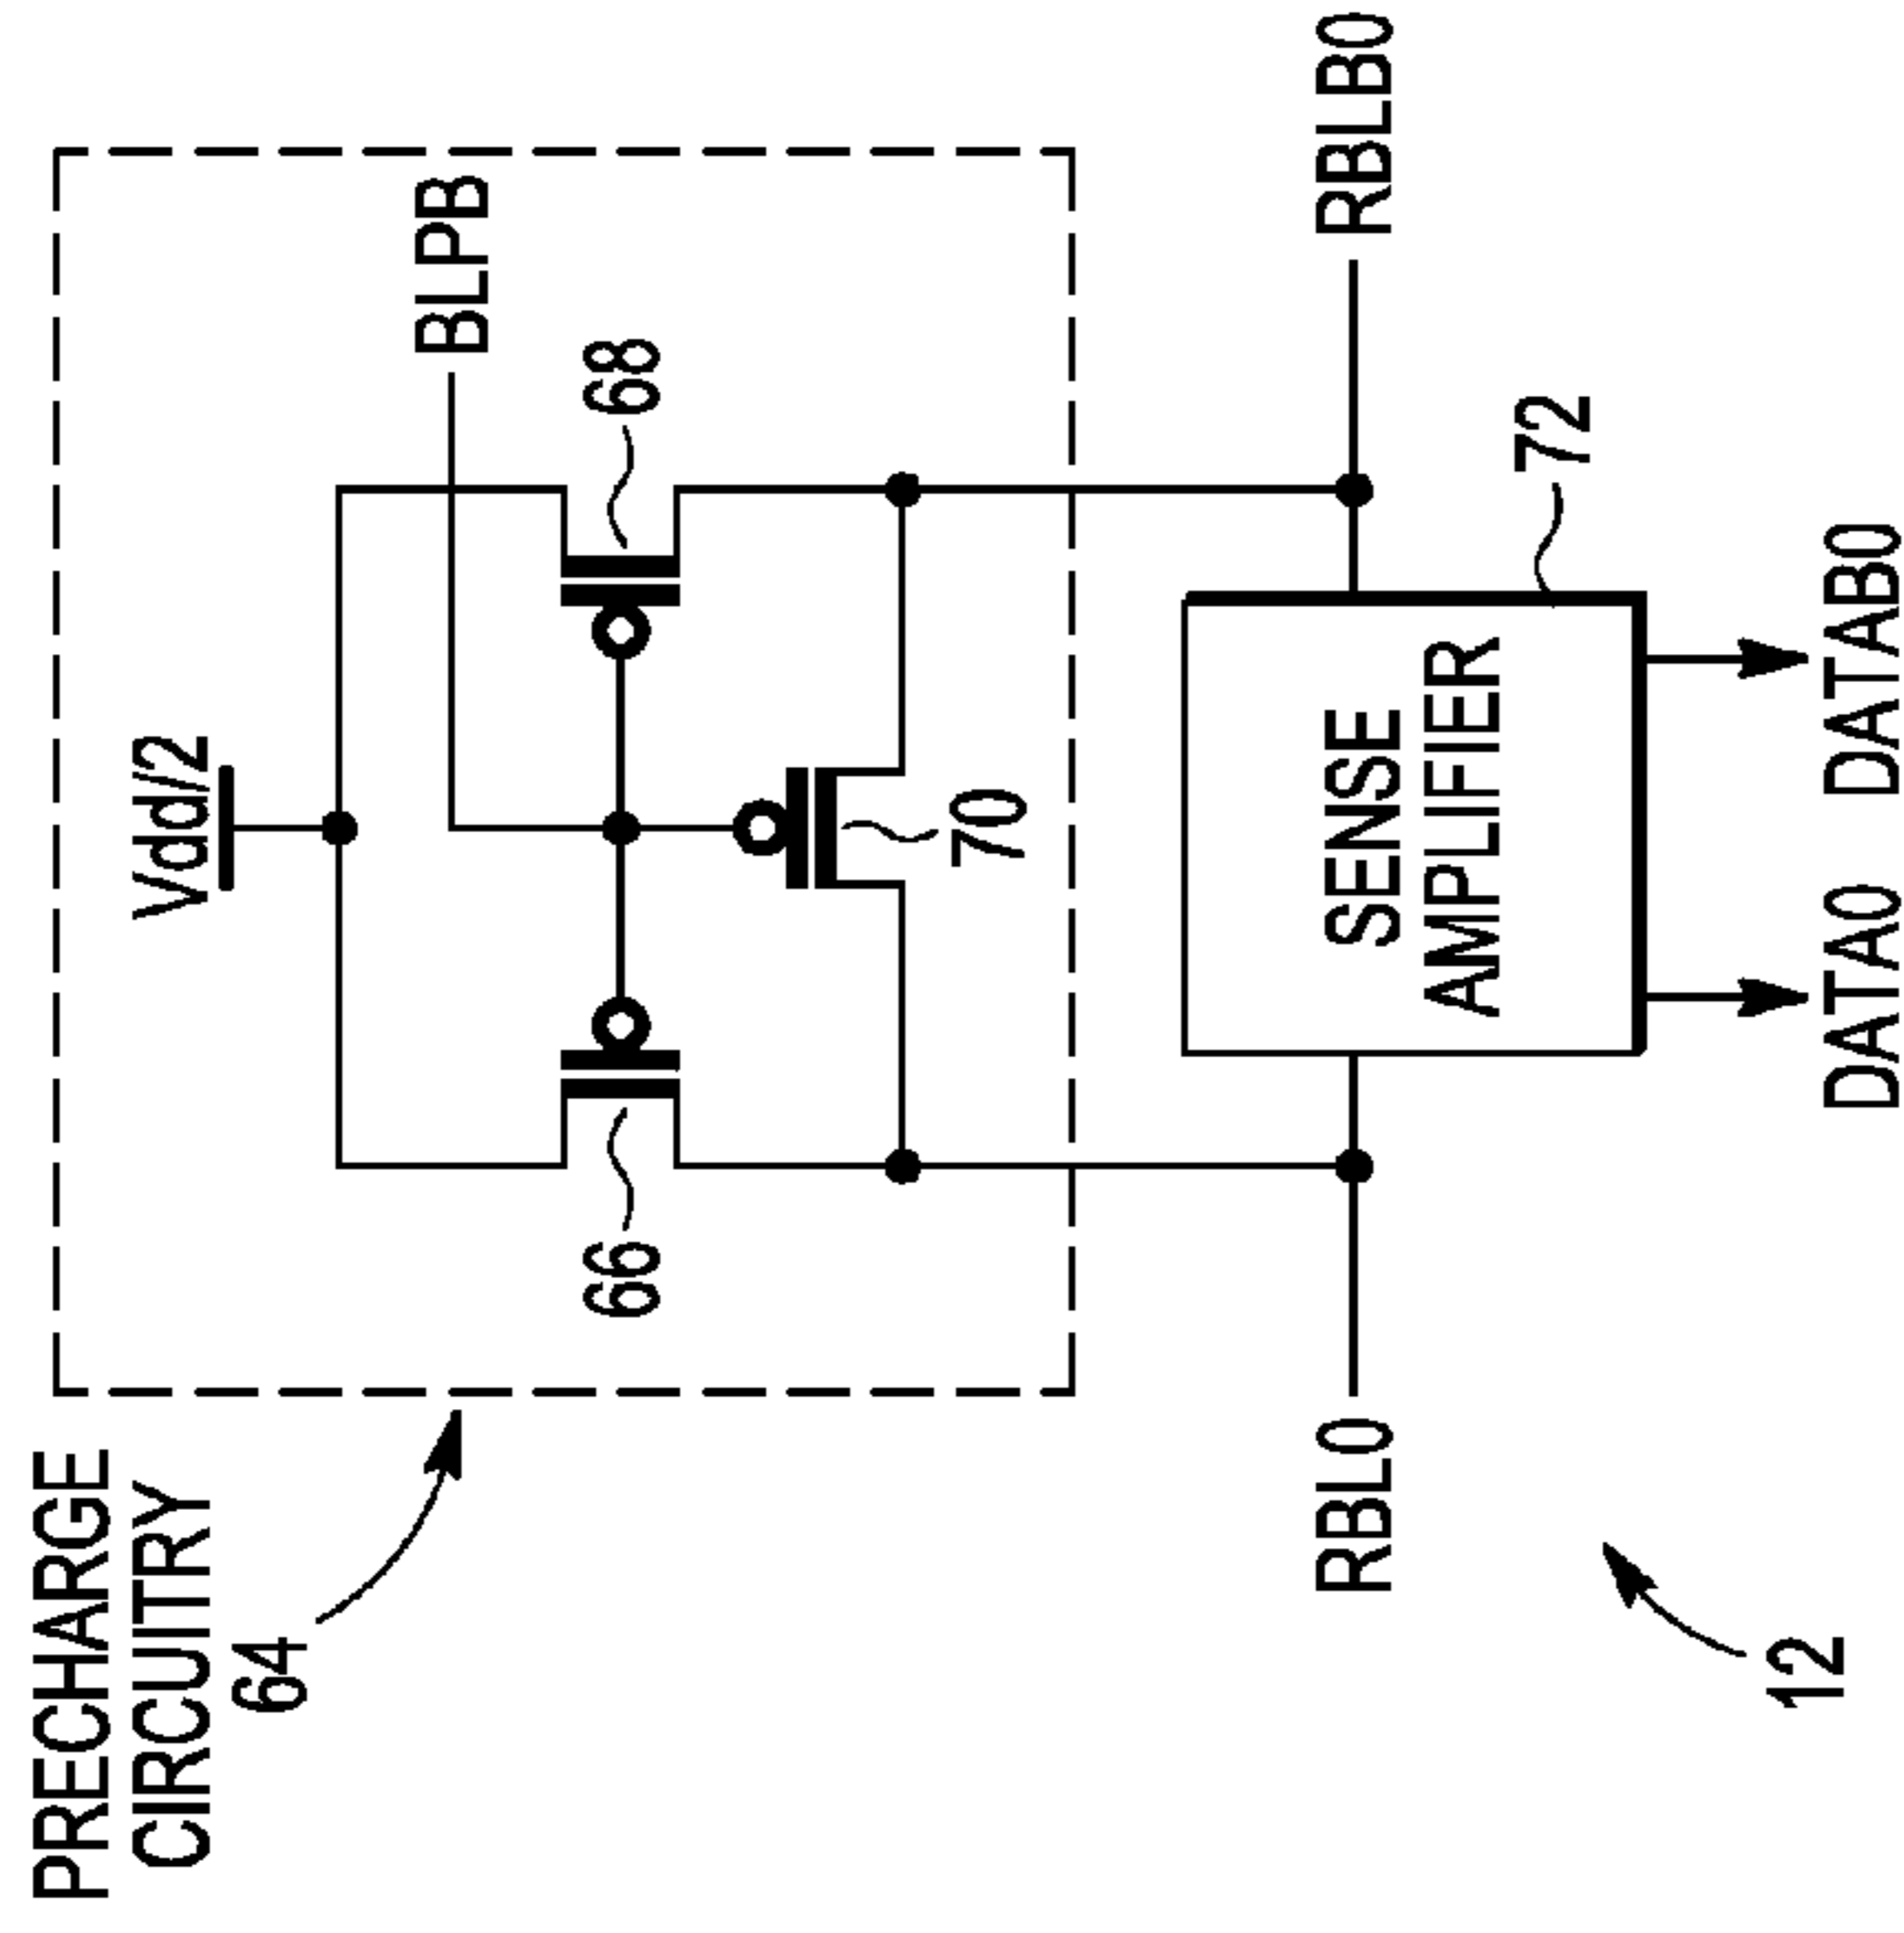 PRECHARGE
CIRCUITRY
64
Vdd/2
BLPB
66
68
70
RBL0
RBLB0
SENSE
AMPLIFIER
72
12
DATA0
DATAB0